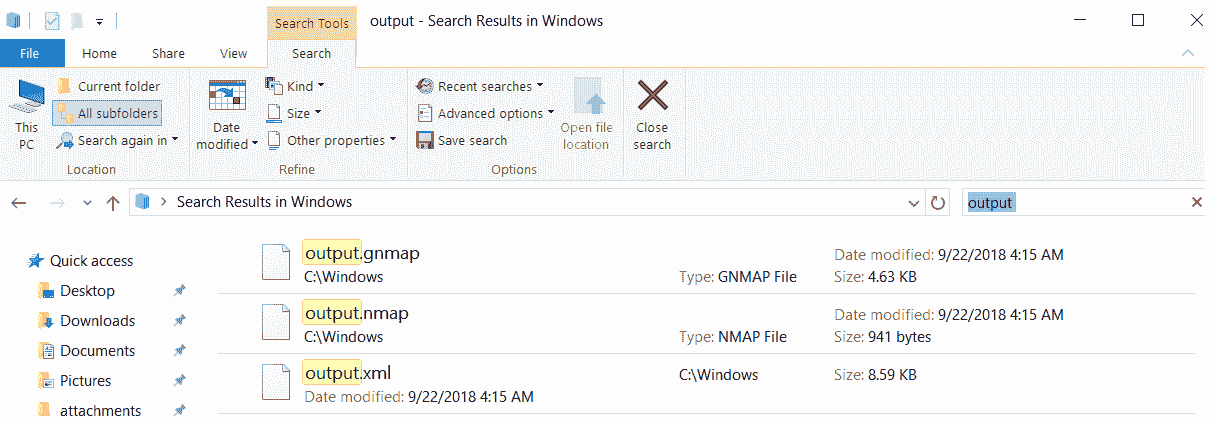 Search Tools
output - Search Results in Windows
File
Home
Share
View
Search
This PC
Current folder
All subfolders
Search again in
Location
Date modified
Kind
Size
Other properties
Refine
Recent searches
Advanced options
Save search
Options
Open file location
Close search
Search Results in Windows
output
Quick access
Desktop
Downloads
Documents
Pictures
attachments
output.gnmap
C:\Windows
Type: GNMAP File
Date modified: 9/22/2018 4:15 AM
Size: 4.63 KB
output.nmap
C:\Windows
Type: NMAP File
Date modified: 9/22/2018 4:15 AM
Size: 941 bytes
output.xml
Date modified: 9/22/2018 4:15 AM
C:\Windows
Size: 8.59 KB